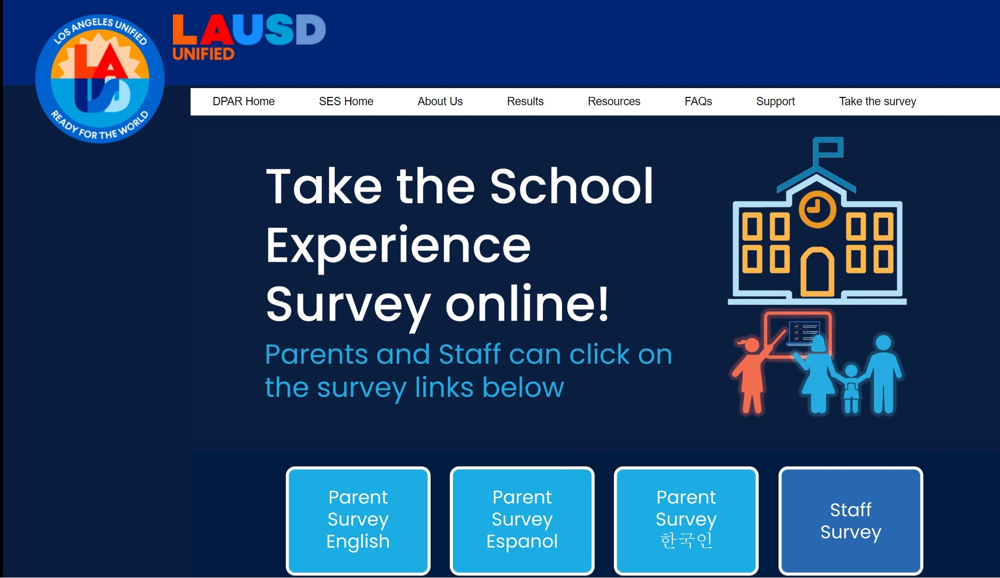 LOS ANGELES UNIFIED
LAUSD
READY FOR THE WORLD
LAUSD
UNIFIED
DPAR Home
SES Home
About Us
Results
Resources
FAQs
Support
Take the survey
Take the School
Experience
Survey online!
Parents and Staff can click on
the survey links below
Parent
Survey
English
Parent
Survey
Espanol
Parent
Survey
한국인
Staff
Survey